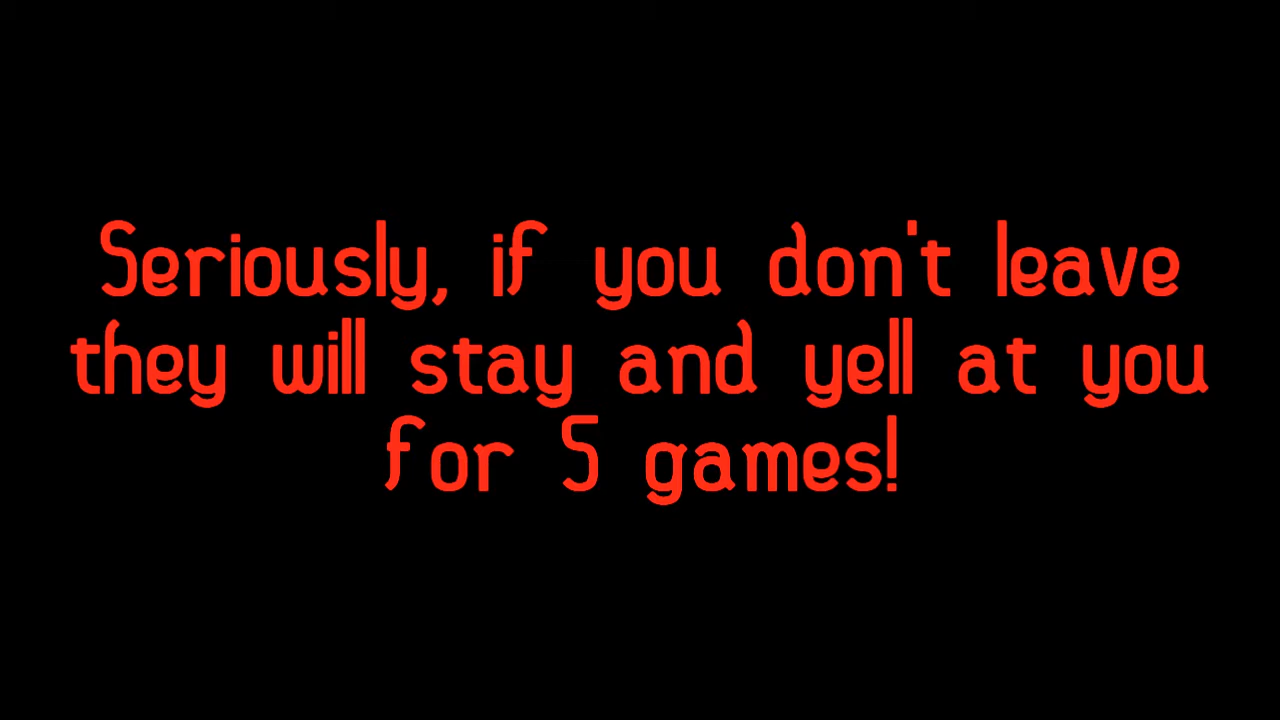 Seriously, if you don't leave
they will stay and yell at you
for 5 games!